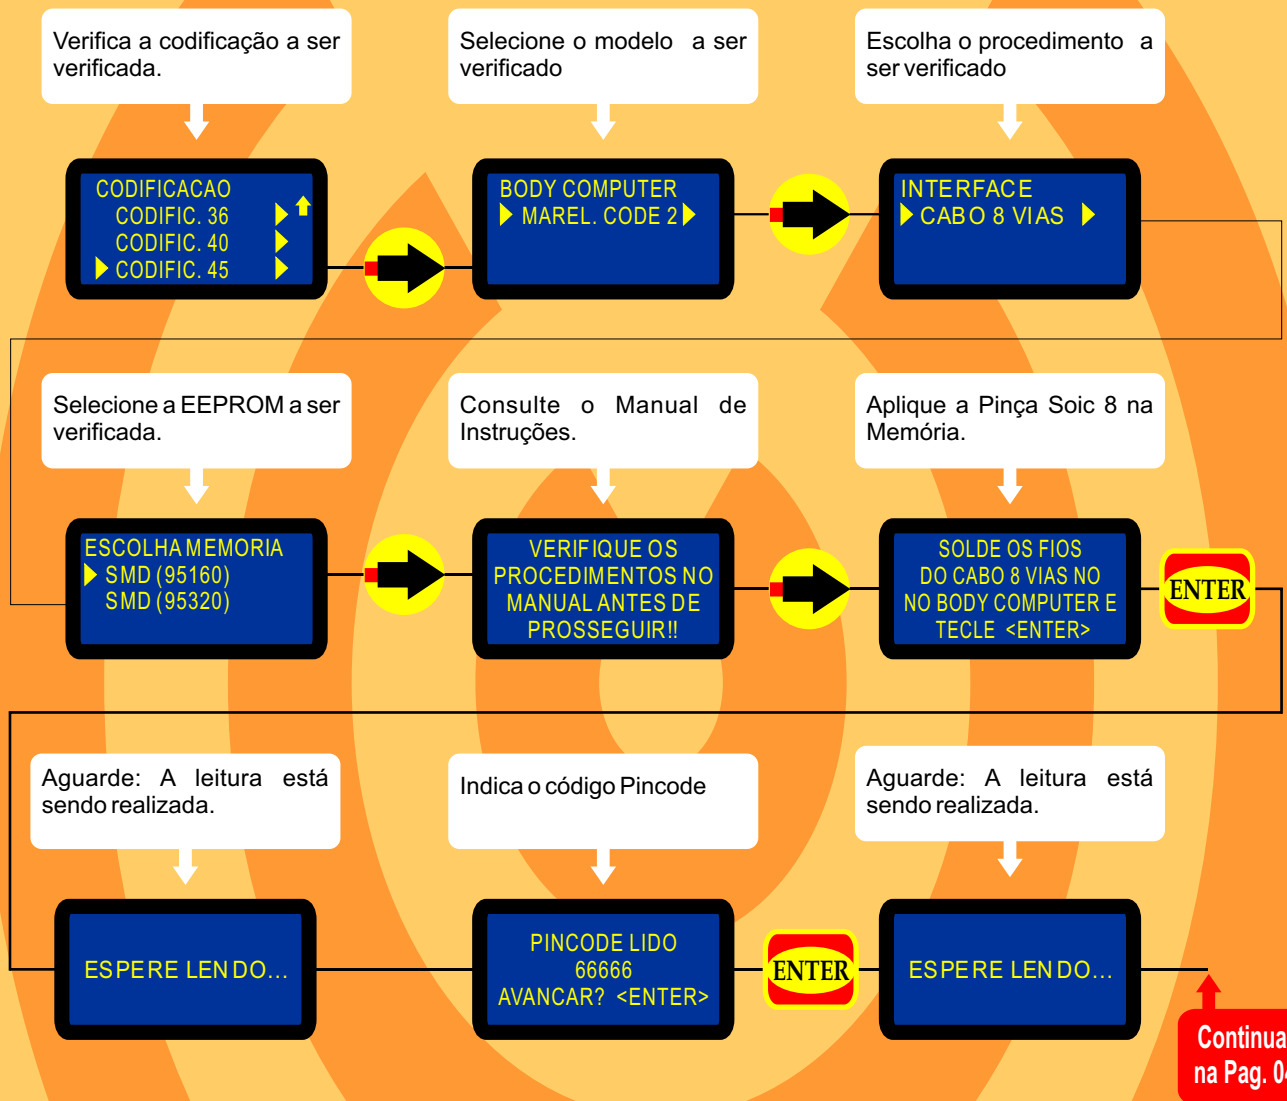 Verifica a codificação a ser
verificada.
Selecione o modelo a ser
verificado
Escolha o procedimento a
ser verificado
CODIFICACAO
CODIFIC. 36
CODIFIC. 40
CODIFIC. 45
BODY COMPUTER
MAREL. CODE 2
INTERFACE
CABO 8 VIAS
Selecione a EEPROM a ser
verificada.
Consulte o Manual de
Instruções.
Aplique a Pinça Soic 8 na
Memória.
ESCOLHA MEMORIA
SMD (95160)
SMD (95320)
VERIFIQUE OS
PROCEDIMENTOS NO
MANUAL ANTES DE
PROSSEGUIR!!
SOLDE OS FIOS
DO CABO 8 VIAS NO
NO BODY COMPUTER E
TECLE <ENTER>
ENTER
Aguarde: A leitura está
sendo realizada.
Indica o código Pincode
Aguarde: A leitura está
sendo realizada.
ESPERE LENDO...
PINCODE LIDO
66666
AVANCAR? <ENTER>
ENTER
ESPERE LENDO...
Continua
na Pag. 04